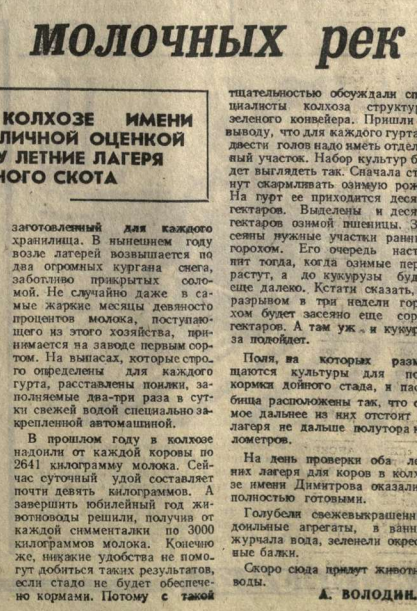 молочных рек
КОЛХОЗЕ ИМЕНИ
ЛИЧНОЙ ОЦЕНКОЙ
У ЛЕТНИЕ ЛАГЕРЯ
НОГО СКОТА
заготовленный для каждого
хранилища. В нынешнем году
возле лагерей возвышается по
два огромных кургана снега,
заботливо прикрытых соло-
мой. Не случайно даже в са-
мые жаркие месяцы девяносто
процентов молока, поступаю-
щего из этого хозяйства, при-
нимается на заводе первым сор-
том. На выпасах, которые стро-
го определены для каждого
гурта, расставлены поилки, за-
полняемые два-три раза в сут-
ки свежей водой специально за-
крепленной автомашиной.
В прошлом году в колхозе
надоили от каждой коровы по
2641 килограмму молока. Сей-
час суточный удой составляет
почти девять килограммов. А
завершить юбилейный год жи-
вотноводы решили, получив от
каждой симменталки по 3000
килограммов молока. Конечно
же, никакие удобства не помо-
гут добиться таких результатов,
если стадо не будет обеспече-
но кормами. Потому с такой
тщательностью обсуждали сп
циалисты колхоза структур
зеленого конвейера. Пришли
выводу, что для каждого гурта
двести голов надо иметь отдель
ный участок. Набор культур б
дет выглядеть так. Сначала ст
нут скармливать озимую рож
На гурт ее приходится деся
гектаров. Выделены и деся
гектаров озимой пшеницы. З
сеяны нужные участки ранни
горохом. Его очередь наст
пит тогда, когда озимые пере
растут, а до кукурузы буд
еще далеко. Кстати сказать,
разрывом в три недели горо
хом будет засеяно еще сор
гектаров. А там уж и кукур
за подойдет.
Поля, на которых разм
щаются культуры для по
кормки дойного стада, и пас
бища расположены так, что с
мое дальнее из них отстоит
лагеря не дальше полутора к
лометров.
На день проверки оба ле
них лагеря для коров в колх
зе имени Димитрова оказали
полностью готовыми.
Голубели свежевыкрашенн
доильные агрегаты, в ванн
журчала вода, зеленели окрес
ные балки.
Скоро сюда придут животн
воды.
А. ВОЛОДИН